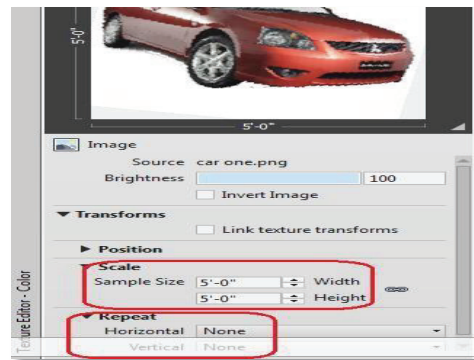 5'-0"
5'-0"
Image
Source car one.png
Brightness 100
Invert Image
Transforms
Link texture transforms
Position
Scale
Sample Size 5'-0" Width
5'-0" Height
Repeat
Horizontal None
Vertical None
Texture Editor - Color